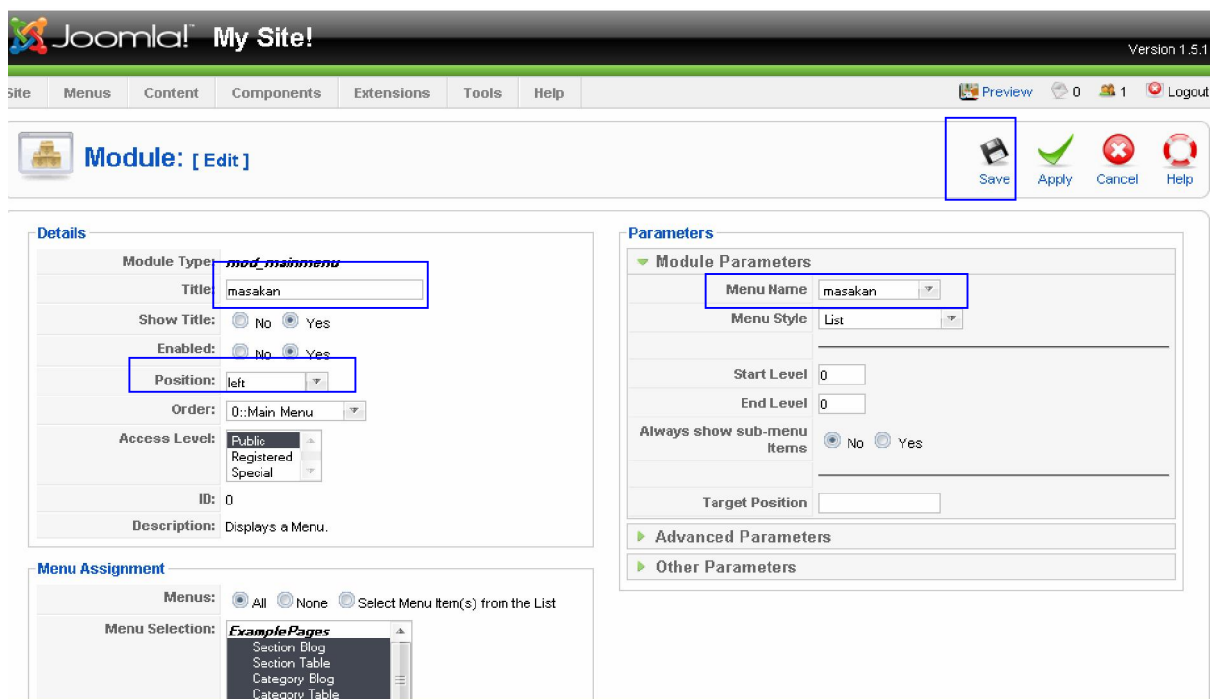 Joomla!™ My Site!
Version 1.5.1
Site Menus Content Components Extensions Tools Help Preview 0 1 Logout
Module: [ Edit ]
Save Apply Cancel Help
Details
Module Type: mod_mainmenu
Title: masakan
Show Title: No Yes
Enabled: No Yes
Position: left
Order: 0::Main Menu
Access Level: Public
Registered
Special
ID: 0
Description: Displays a Menu.
Menu Assignment
Menus: All None Select Menu Item(s) from the List
Menu Selection: ExamplePages
Section Blog
Section Table
Category Blog
Category Table
Parameters
Module Parameters
Menu Name masakan
Menu Style List
Start Level 0
End Level 0
Always show sub-menu
Items No Yes
Target Position
Advanced Parameters
Other Parameters